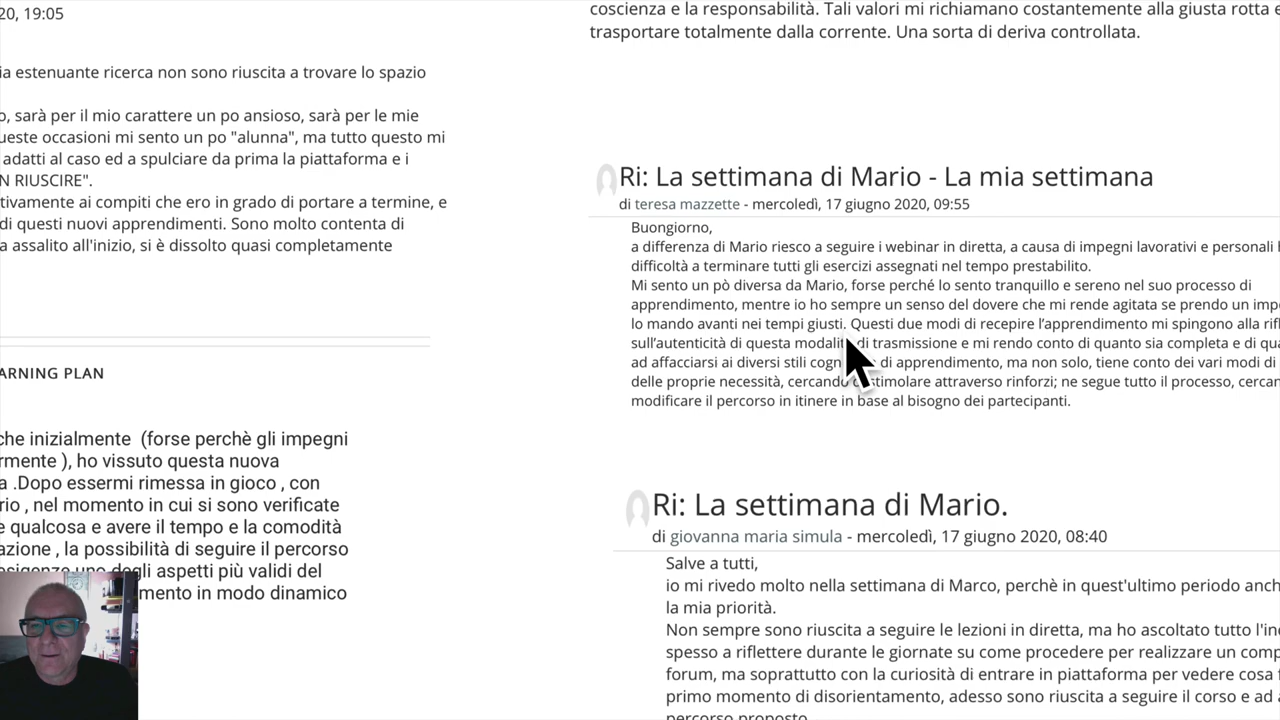 20, 19:05
ia estenuante ricerca non sono riuscita a trovare lo spazio
o, sarà per il mio carattere un po ansioso, sarà per le mie
ueste occasioni mi sento un po "alunna", ma tutto questo mi
adatti al caso ed a spulciare da prima la piattaforma e i
N RIUSCIRE".
tivamente ai compiti che ero in grado di portare a termine, e
di questi nuovi apprendimenti. Sono molto contenta di
a assalito all'inizio, si è dissolto quasi completamente
ARNING PLAN
che inizialmente (forse perchè gli impegni
rmente ), ho vissuto questa nuova
a .Dopo essermi rimessa in gioco , con
rio , nel momento in cui si sono verificate
e qualcosa e avere il tempo e la comodità
azione , la possibilità di seguire il percorso
uno degli aspetti più validi del
mento in modo dinamico
coscienza e la responsabilità. Tali valori mi richiamano costantemente alla giusta rotta e
trasportare totalmente dalla corrente. Una sorta di deriva controllata.
Ri: La settimana di Mario - La mia settimana
di teresa mazzette - mercoledì, 17 giugno 2020, 09:55
Buongiorno,
a differenza di Mario riesco a seguire i webinar in diretta, a causa di impegni lavorativi e personali
difficoltà a terminare tutti gli esercizi assegnati nel tempo prestabilito.
Mi sento un pò diversa da Mario, forse perché lo sento tranquillo e sereno nel suo processo di
apprendimento, mentre io ho sempre un senso del dovere che mi rende agitata se prendo un imp
lo mando avanti nei tempi giusti. Questi due modi di recepire l'apprendimento mi spingono alla rifl
sull'autenticità di questa modalità di trasmissione e mi rendo conto di quanto sia completa e di qua
ad affacciarsi ai diversi stili cogn di apprendimento, ma non solo, tiene conto dei vari modi di
delle proprie necessità, cercando stimolare attraverso rinforzi; ne segue tutto il processo, cercan
modificare il percorso in itinere in base al bisogno dei partecipanti.
Ri: La settimana di Mario.
di giovanna maria simula - mercoledì, 17 giugno 2020, 08:40
Salve a tutti,
io mi rivedo molto nella settimana di Marco, perchè in quest'ultimo periodo anch
la mia priorità.
Non sempre sono riuscita a seguire le lezioni in diretta, ma ho ascoltato tutto l'in
spesso a riflettere durante le giornate su come procedere per realizzare un comp
forum, ma soprattutto con la curiosità di entrare in piattaforma per vedere cosa f
primo momento di disorientamento, adesso sono riuscita a seguire il corso e ad a
percorso proposto